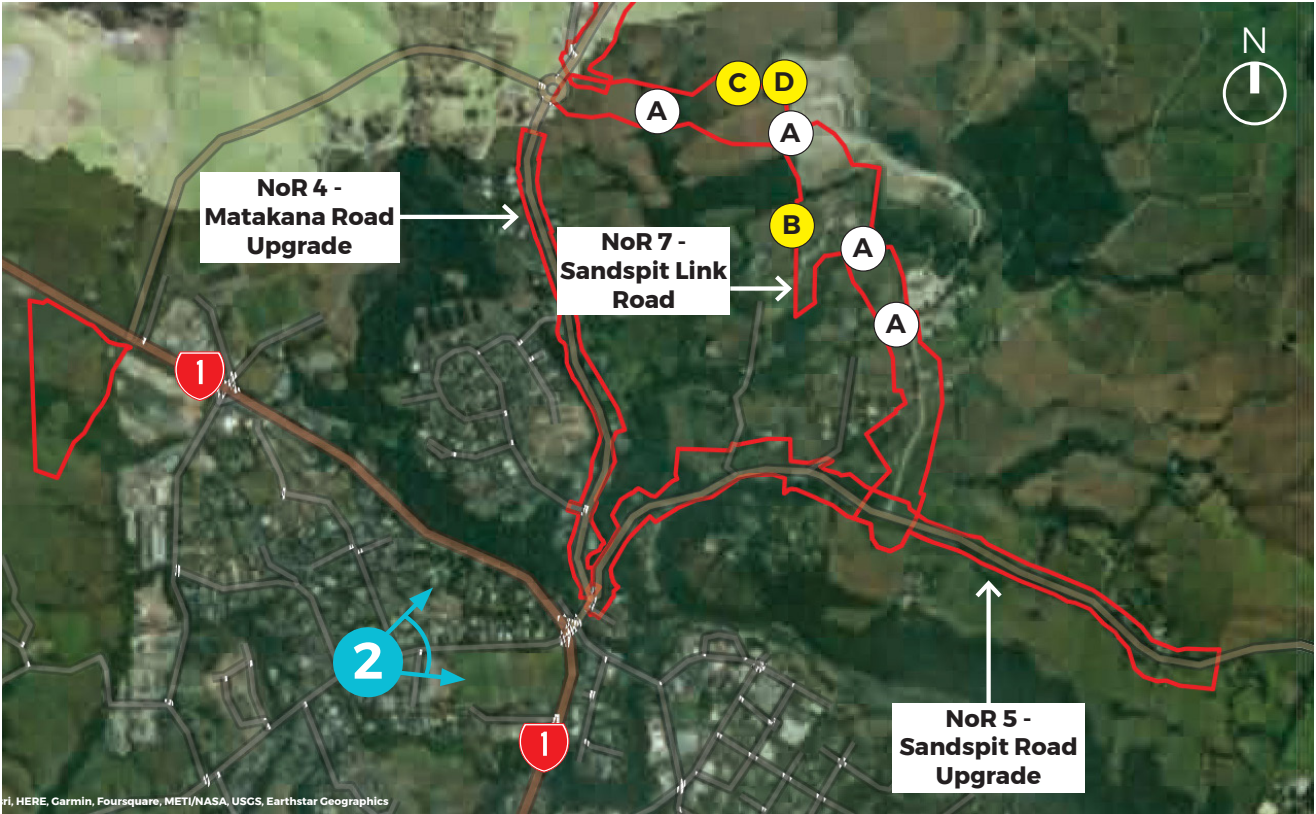 N
C
D
A
A
NoR 4 -
Matakana Road
Upgrade
B
NoR 7 -
Sandspit Link
Road
A
A
1
2
1
NoR 5 -
Sandspit Road
Upgrade
ri, HERE, Garmin, Foursquare, METI/NASA, USGS, Earthstar Geographics